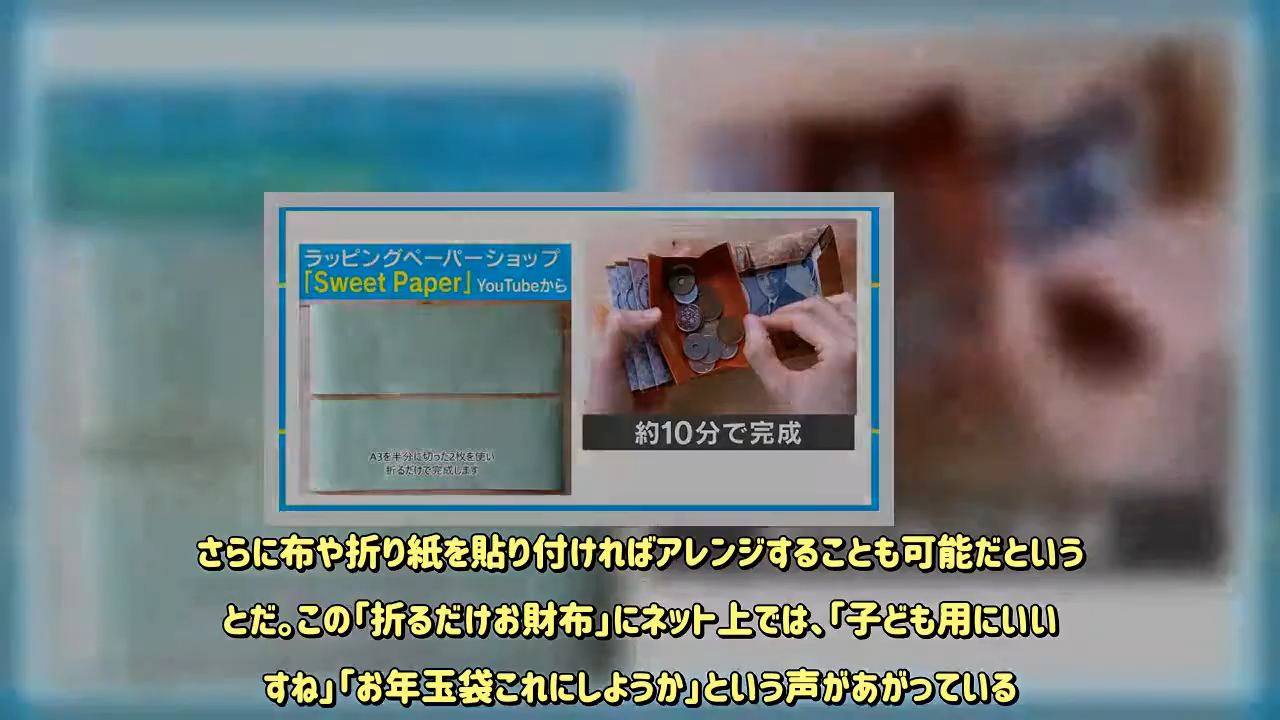 ラッピングペーパーショップ
「Sweet Paper」YouTubeから
A3を半分に切った2枚を使い
折るだけで完成します
約10分で完成
さらに布や折り紙を貼り付ければアレンジすることも可能だという
とだ。この「折るだけお財布」にネット上では、「子ども用にいい
すね」「お年玉袋これにしようか」という声があがっている